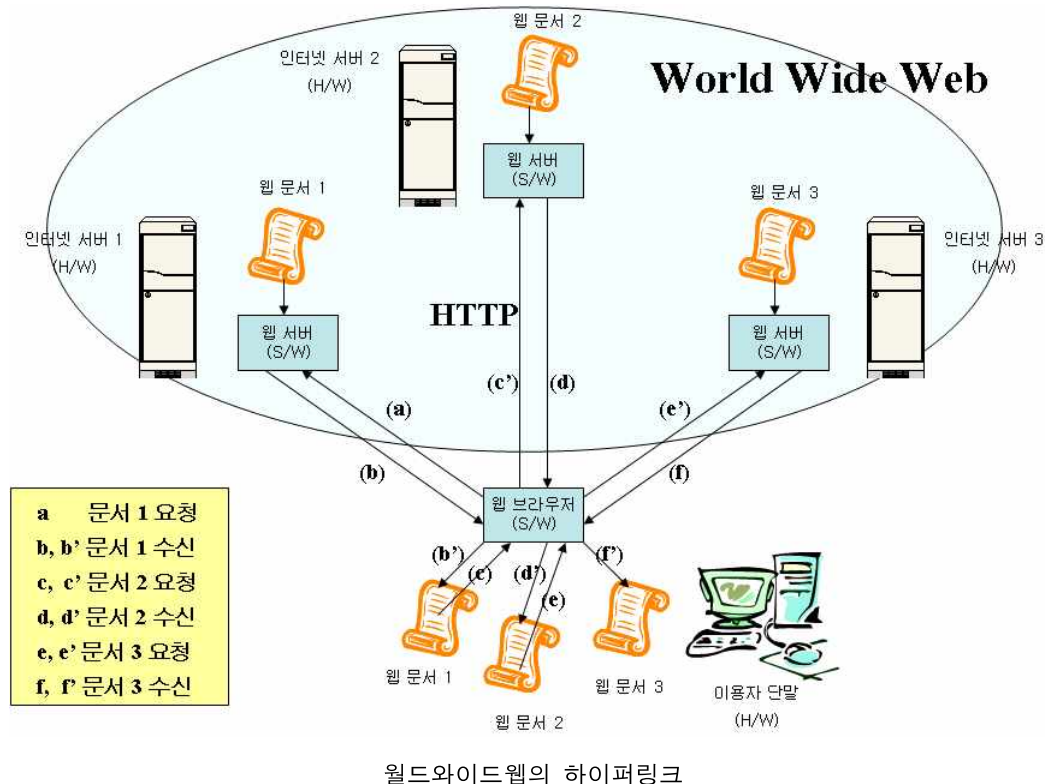 웹 문서 2
인터넷 서버 2
(H/W)
World Wide Web
웹 서버
(S/W)
웹 문서 1
웹 문서 3
인터넷 서버 1
(H/W)
인터넷 서버 3
(H/W)
HTTP
웹 서버
(S/W)
웹 서버
(S/W)
(a)
(c’)
(d)
(e’)
(b)
(f)
웹 브라우저
(S/W)
a 문서 1 요청
b, b’ 문서 1 수신
c, c’ 문서 2 요청
d, d’ 문서 2 수신
e, e’ 문서 3 요청
f, f’ 문서 3 수신
(b’)
(c)
(d’)
(e)
(f’)
웹 문서 1
웹 문서 2
웹 문서 3
이용자 단말
(H/W)
월드와이드웹의 하이퍼링크